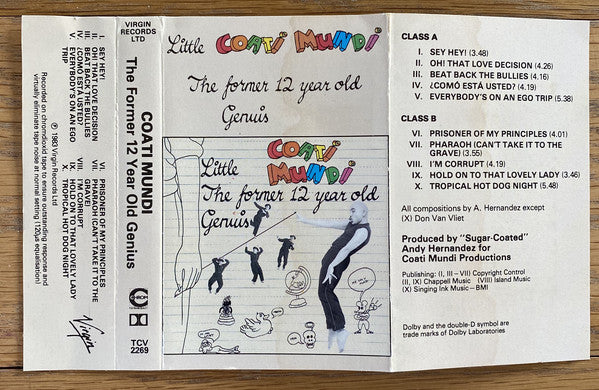 VIRGIN
RECORDS
LTD
COATI MUNDI
The Former 12 Year Old Genius
I. SEY HEY!
II. OH! THAT LOVE DECISION
III. BEAT BACK THE BULLIES
IV. ¿COMO ESTÁ USTED?
V. EVERYBODY'S ON AN EGO
TRIP
VI. PRISONER OF MY PRINCIPLES
VII. PHARAOH (CAN'T TAKE IT TO THE
GRAVE)
VIII. I'M CORRUPT
IX. HOLD ON TO THAT LOVELY LADY
X. TROPICAL HOT DOG NIGHT
Recorded on chromdioxid tape to ensure outstanding response and
virtually eliminate tape noise at normal setting (120µs equalisation)
℗ 1983 Virgin Records Ltd
Virgin
CHROM
TCV
2269
Little COATI MUNDI
The former 12 year old
Genuis
Little COATI
MUNDI
The former 12 year old
Genuis
CLASS A
I. SEY HEY! (3.48)
II. OH! THAT LOVE DECISION (4.26)
III. BEAT BACK THE BULLIES (4.16)
IV. ¿COMÓ ESTÁ USTED? (4.19)
V. EVERYBODY'S ON AN EGO TRIP (5.38)
CLASS B
VI. PRISONER OF MY PRINCIPLES (4.01)
VII. PHARAOH (CAN'T TAKE IT TO THE
GRAVE!) (3.55)
VIII. I'M CORRUPT (4.19)
IX. HOLD ON TO THAT LOVELY LADY (3.46)
X. TROPICAL HOT DOG NIGHT (5.48)
All compositions by A. Hernandez except
(X) Don Van Vliet
Produced by "Sugar-Coated"
Andy Hernandez for
Coati Mundi Productions
Publishing: (I, III – VII) Copyright Control
(II, IX) Chappell Music (VIII) Island Music
(X) Singing Ink Music – BMI
Dolby and the double-D symbol are
trade marks of Dolby Laboratories